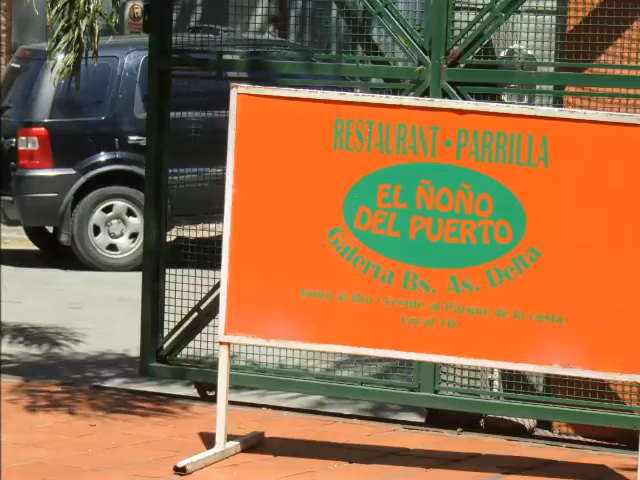 RESTAURANT • PARRILLA
EL ÑOÑO
DEL PUERTO
Galeria Bs. As. Delta
Junto al Rio • Frente al Parque de la costa
Local 10